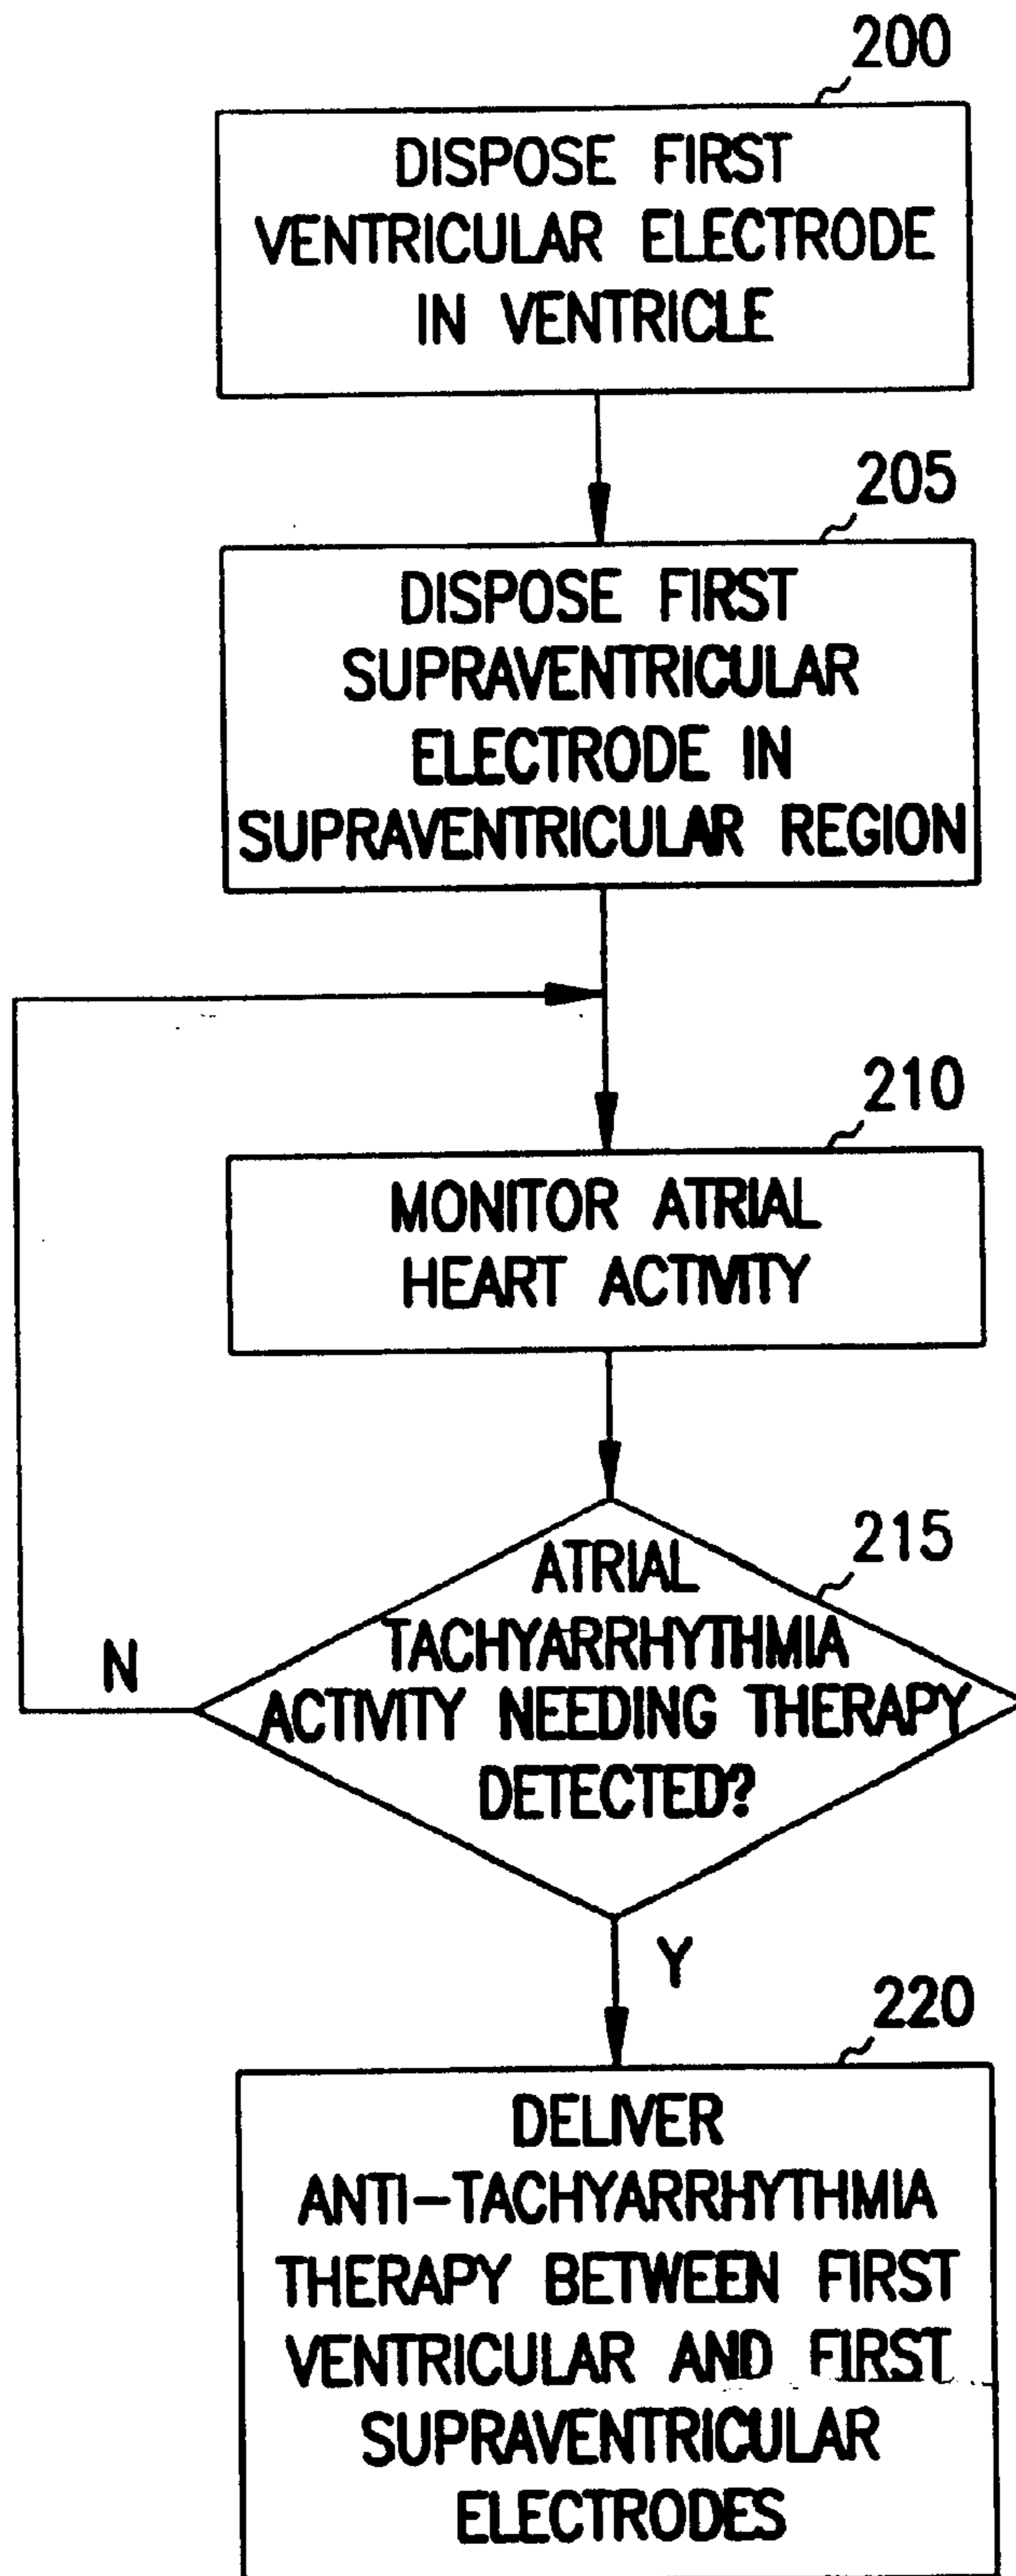 200
DISPOSE FIRST
VENTRICULAR ELECTRODE
IN VENTRICLE
205
DISPOSE FIRST
SUPRAVENTRICULAR
ELECTRODE IN
SUPRAVENTRICULAR REGION
210
MONITOR ATRIAL
HEART ACTIVITY
215
ATRIAL
TACHYARRHYTHMIA
ACTIVITY NEEDING THERAPY
DETECTED?
N
Y
220
DELIVER
ANTI-TACHYARRHYTHMIA
THERAPY BETWEEN FIRST
VENTRICULAR AND FIRST
SUPRAVENTRICULAR
ELECTRODES